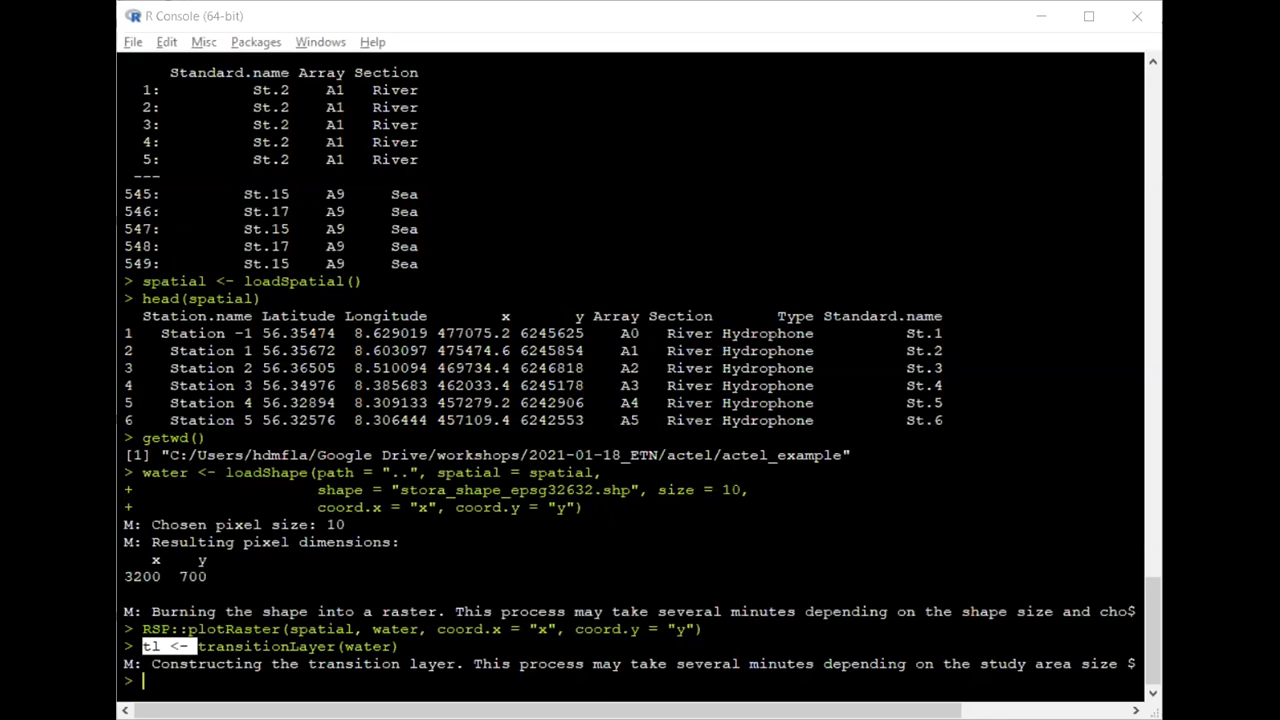 R Console (64-bit)
File Edit Misc Packages Windows Help
Standard.name Array Section
1: St.2 A1 River
2: St.2 A1 River
3: St.2 A1 River
4: St.2 A1 River
5: St.2 A1 River
---
545: St.15 A9 Sea
546: St.17 A9 Sea
547: St.15 A9 Sea
548: St.17 A9 Sea
549: St.15 A9 Sea
> spatial <- loadSpatial()
> head(spatial)
Station.name Latitude Longitude x y Array Section Type Standard.name
1 Station -1 56.35474 8.629019 477075.2 6245625 A0 River Hydrophone St.1
2 Station 1 56.35672 8.603097 475474.6 6245854 A1 River Hydrophone St.2
3 Station 2 56.36505 8.510094 469734.4 6246818 A2 River Hydrophone St.3
4 Station 3 56.34976 8.385683 462033.4 6245178 A3 River Hydrophone St.4
5 Station 4 56.32894 8.309133 457279.2 6242906 A4 River Hydrophone St.5
6 Station 5 56.32576 8.306444 457109.4 6242553 A5 River Hydrophone St.6
> getwd()
[1] "C:/Users/hdmfla/Google Drive/workshops/2021-01-18_ETN/actel/actel_example"
> water <- loadShape(path = "..", spatial = spatial,
+ shape = "stora_shape_epsg32632.shp", size = 10,
+ coord.x = "x", coord.y = "y")
M: Chosen pixel size: 10
M: Resulting pixel dimensions:
x y
3200 700
M: Burning the shape into a raster. This process may take several minutes depending on the shape size and cho$
> RSP::plotRaster(spatial, water, coord.x = "x", coord.y = "y")
> tl <- transitionLayer(water)
M: Constructing the transition layer. This process may take several minutes depending on the study area size $
>